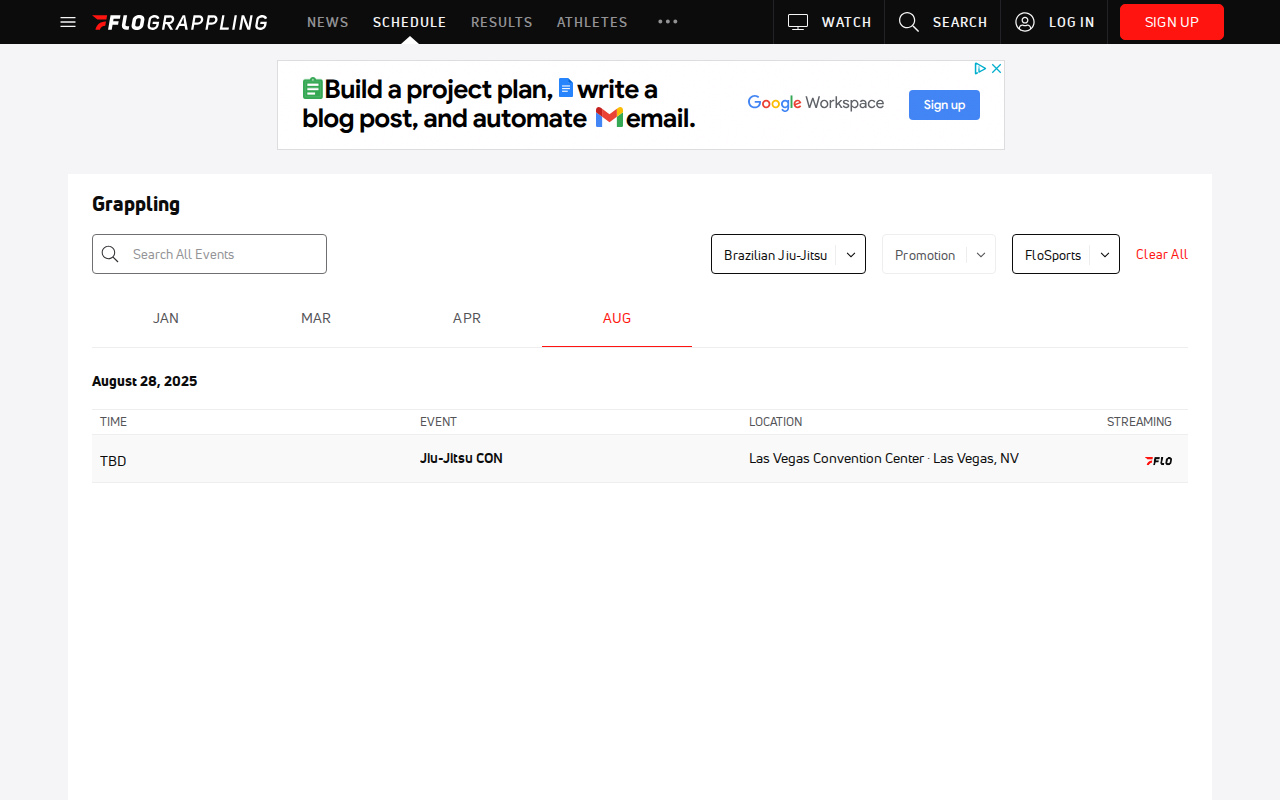 FLOGRAPPLING NEWS SCHEDULE RESULTS ATHLETES ••• WATCH SEARCH LOG IN SIGN UP
Build a project plan, write a
blog post, and automate email.
Google Workspace
Sign up
Grappling
Search All Events
Brazilian Jiu-Jitsu
Promotion
FloSports
Clear All
JAN MAR APR AUG
August 28, 2025
TIME EVENT LOCATION STREAMING
TBD Jiu-Jitsu CON Las Vegas Convention Center · Las Vegas, NV FLO